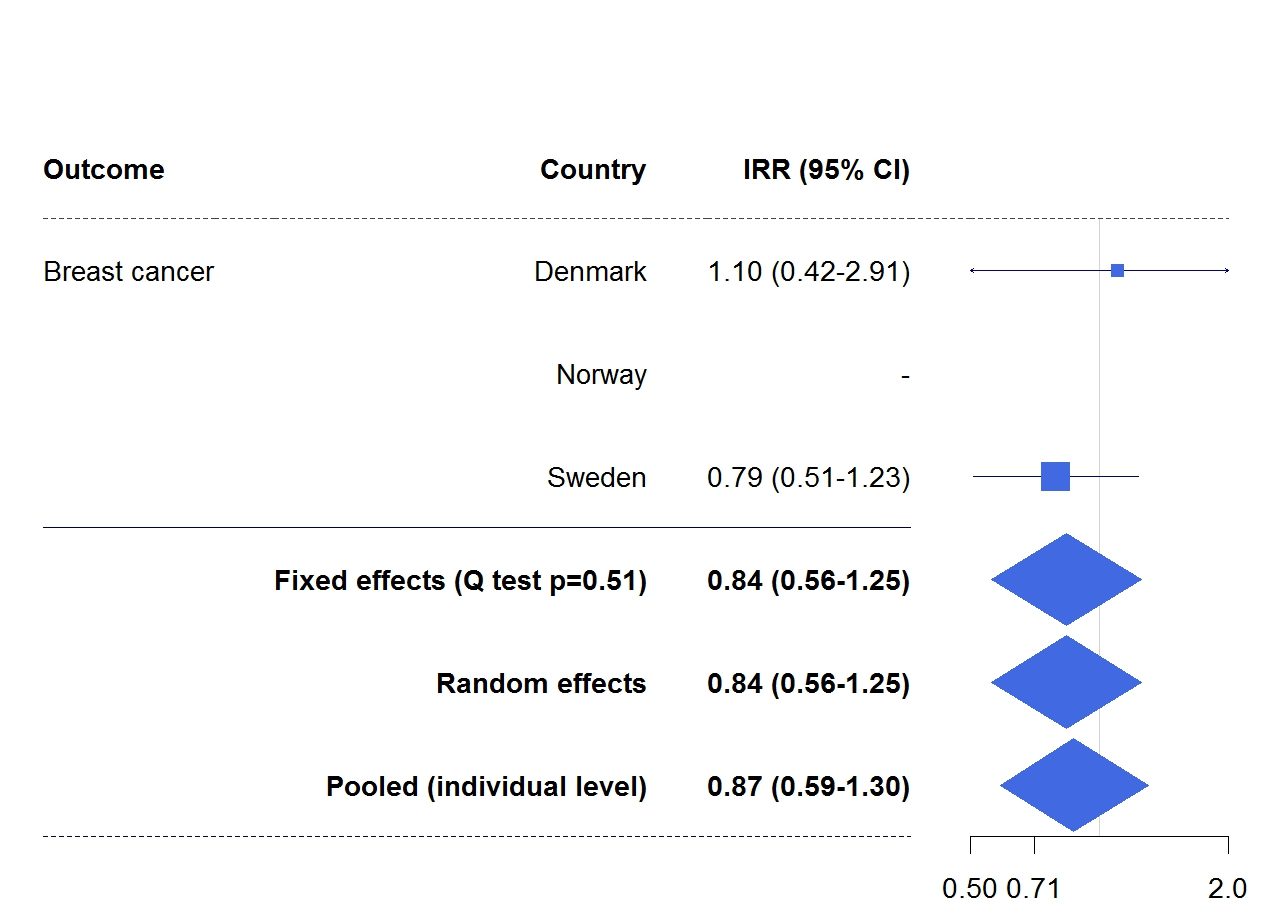 Outcome Country IRR (95% CI)
Breast cancer Denmark 1.10 (0.42-2.91)
Norway -
Sweden 0.79 (0.51-1.23)
Fixed effects (Q test p=0.51) 0.84 (0.56-1.25)
Random effects 0.84 (0.56-1.25)
Pooled (individual level) 0.87 (0.59-1.30)
0.50 0.71 2.0